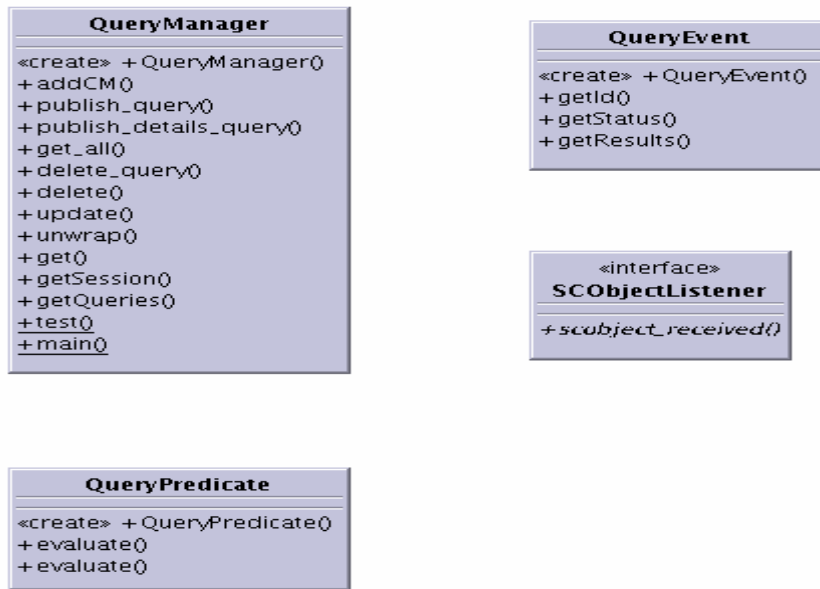 QueryManager
«create» +QueryManager()
+addCM()
+publish_query()
+publish_details_query()
+get_all()
+delete_query()
+delete()
+update()
+unwrap()
+get()
+getSession()
+getQueries()
+test()
+main()
QueryEvent
«create» +QueryEvent()
+getId()
+getStatus()
+getResults()
«interface»
SCObjectListener
+scobject_received()
QueryPredicate
«create» +QueryPredicate()
+evaluate()
+evaluate()